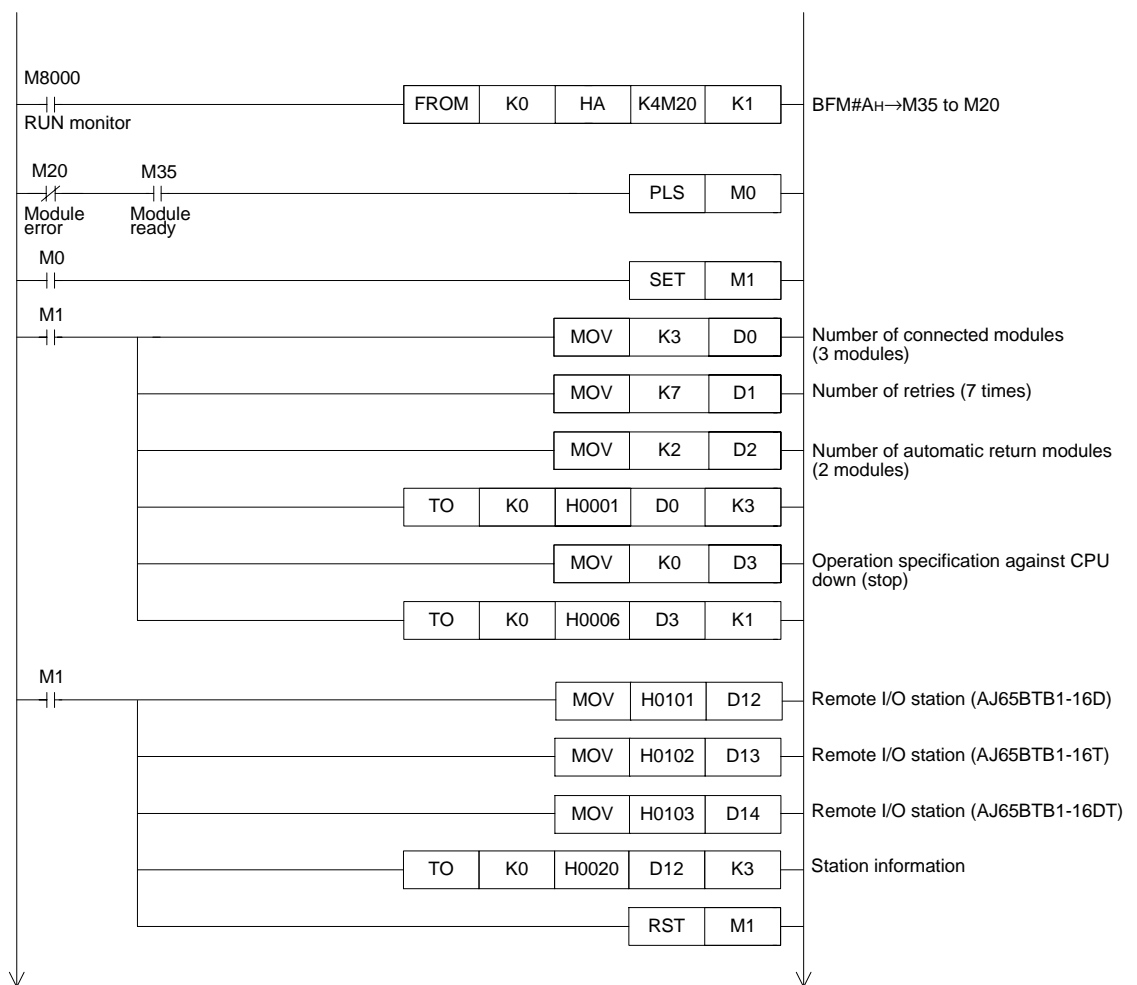 M8000
FROM K0 HA K4M20 K1 BFM#AH→M35 to M20
RUN monitor
M20 M35
PLS M0
Module error Module ready
M0
SET M1
M1
MOV K3 D0 Number of connected modules
(3 modules)
MOV K7 D1 Number of retries (7 times)
MOV K2 D2 Number of automatic return modules
(2 modules)
TO K0 H0001 D0 K3
MOV K0 D3 Operation specification against CPU
down (stop)
TO K0 H0006 D3 K1
M1
MOV H0101 D12 Remote I/O station (AJ65BTB1-16D)
MOV H0102 D13 Remote I/O station (AJ65BTB1-16T)
MOV H0103 D14 Remote I/O station (AJ65BTB1-16DT)
TO K0 H0020 D12 K3 Station information
RST M1